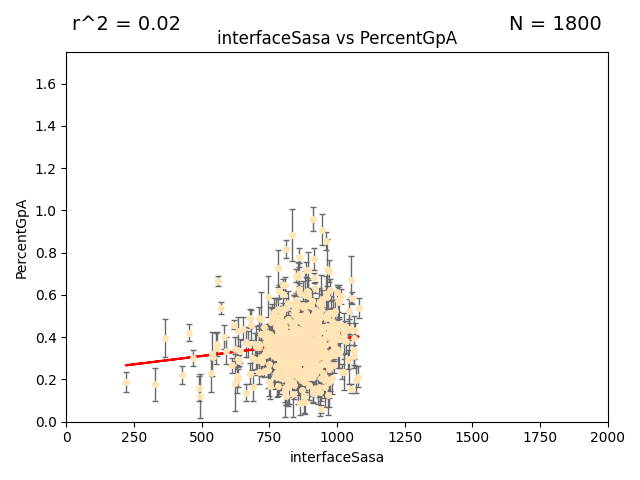 r^2 = 0.02
N = 1800
interfaceSasa vs PercentGpA
1.6
1.4
1.2
1.0
0.8
0.6
0.4
0.2
0.0
PercentGpA
0 250 500 750 1000 1250 1500 1750 2000
interfaceSasa